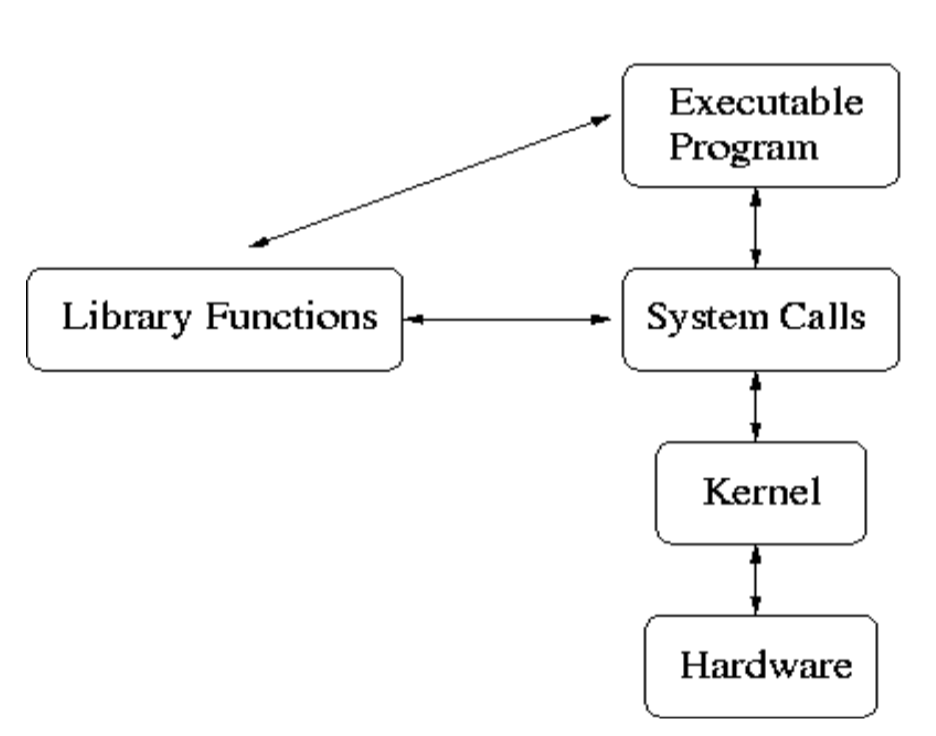 Executable
Program
Library Functions
System Calls
Kernel
Hardware